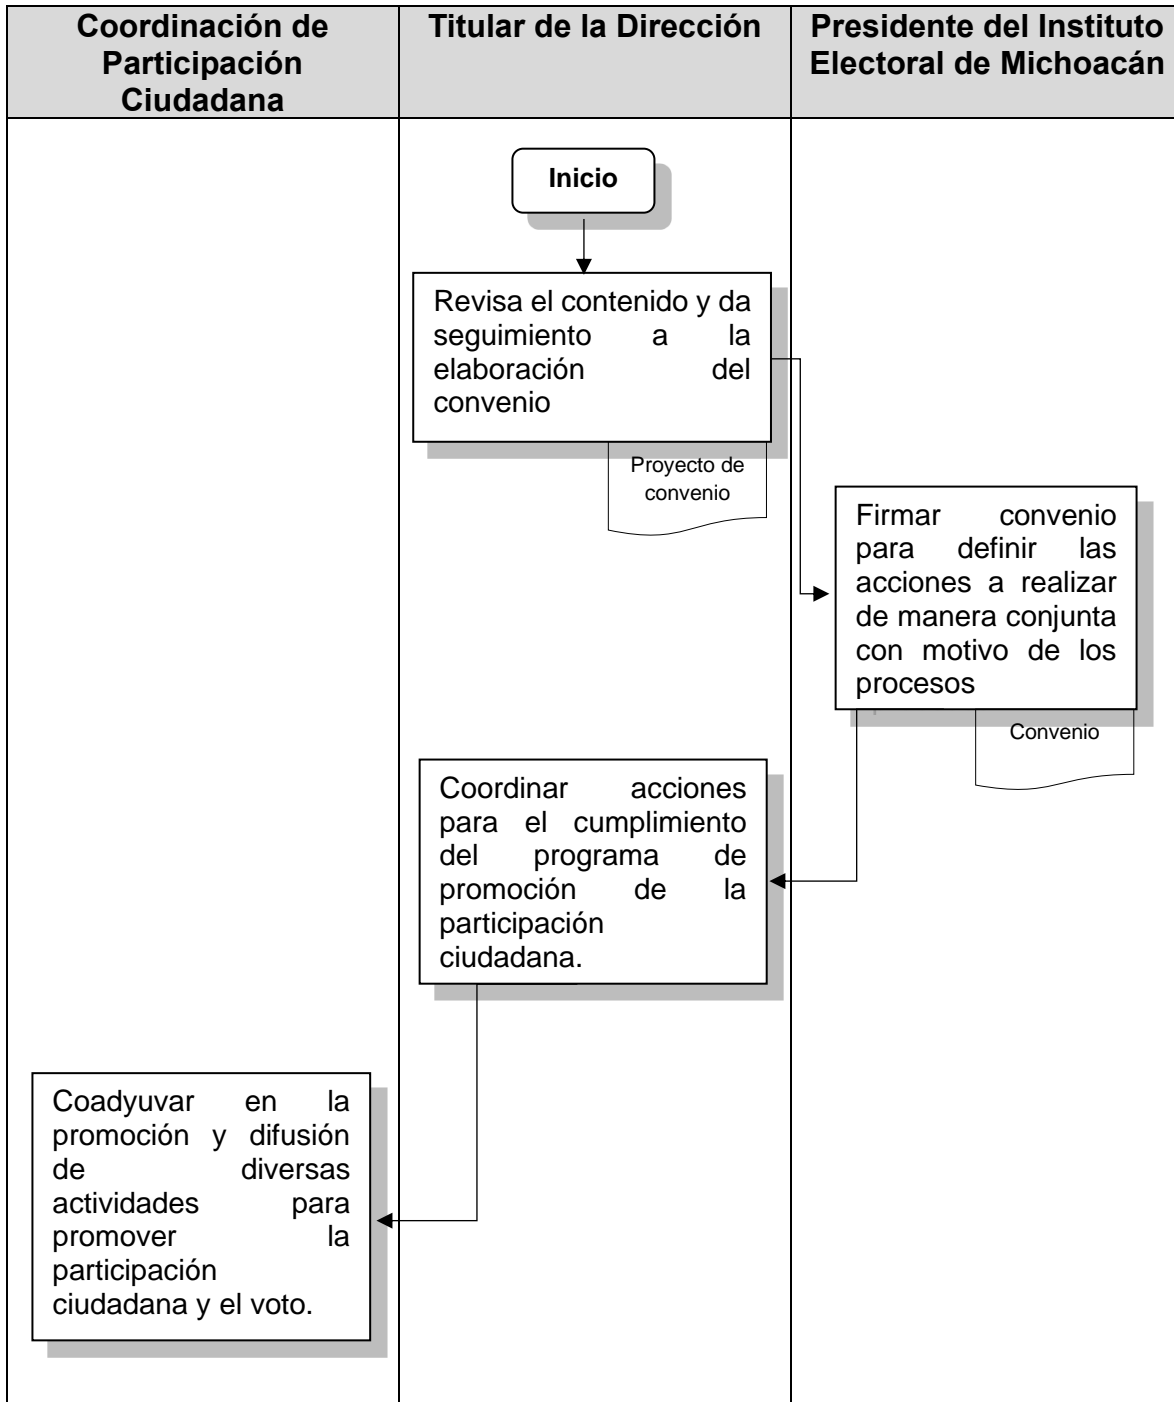 Coordinación de
Participación
Ciudadana
Titular de la Dirección
Presidente del Instituto
Electoral de Michoacán
Inicio
Revisa el contenido y da
seguimiento a la
elaboración del
convenio
Proyecto de
convenio
Firmar convenio
para definir las
acciones a realizar
de manera conjunta
con motivo de los
procesos
Convenio
Coordinar acciones
para el cumplimiento
del programa de
promoción de la
participación
ciudadana.
Coadyuvar en la
promoción y difusión
de diversas
actividades para
promover la
participación
ciudadana y el voto.